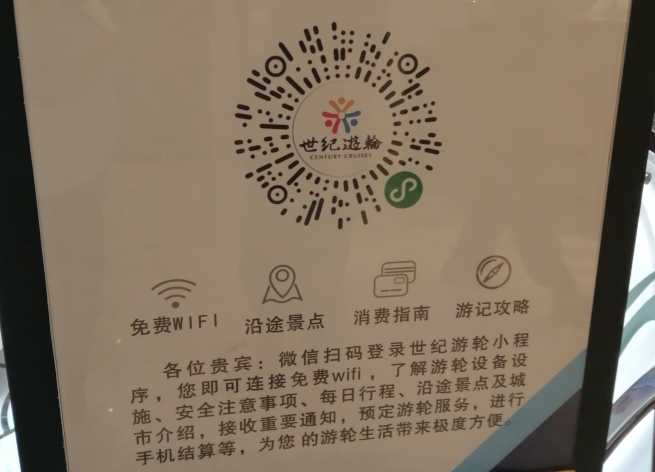 世纪游轮
CENTURY CRUISES
免费WIFI 沿途景点 消费指南 游记攻略
各位贵宾：微信扫码登录世纪游轮小程
序，您即可连接免费wifi，了解游轮设备设
施、安全注意事项、每日行程、沿途景点及城
市介绍，接收重要通知，预定游轮服务，进行
手机结算等，为您的游轮生活带来极度方便。